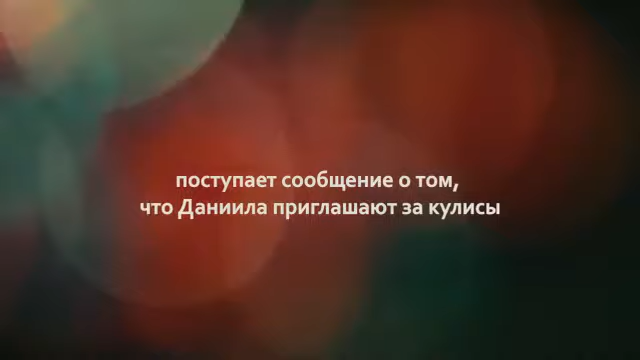 поступает сообщение о том,
что Даниила приглашают за кулисы